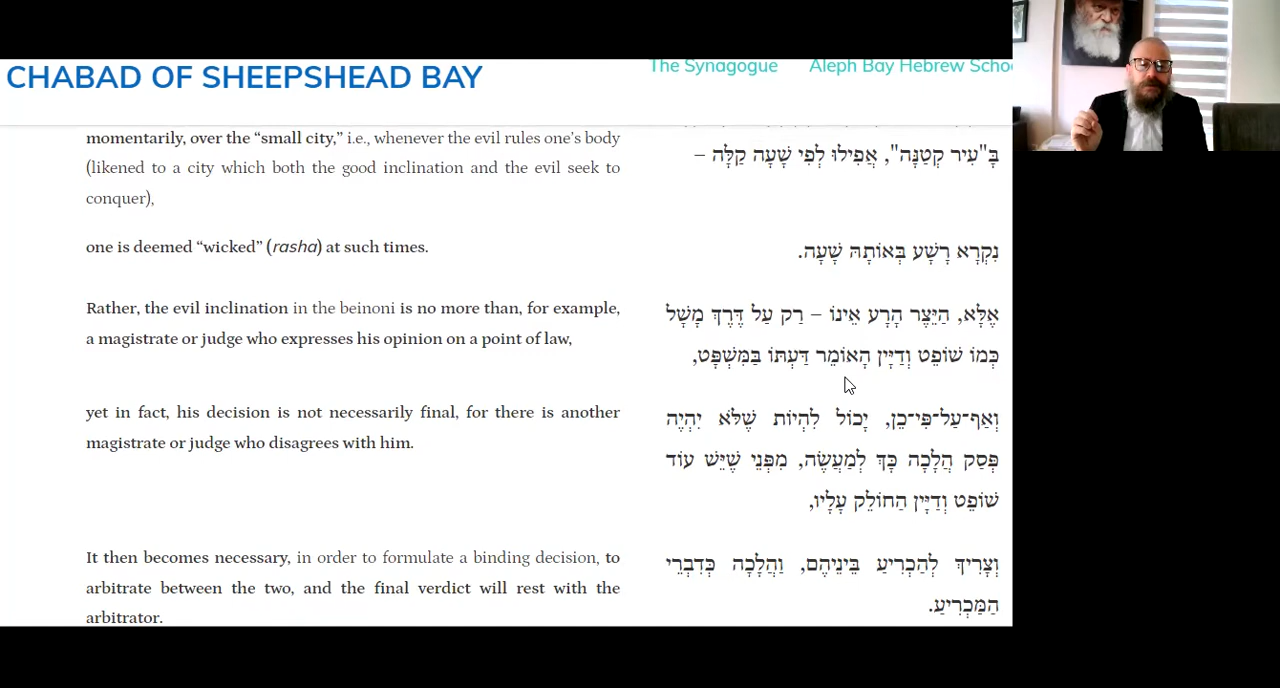 CHABAD OF SHEEPSHEAD BAY
The Synagogue
Aleph Bay Hebrew
momentarily, over the “small city,” i.e., whenever the evil rules one’s body
(likened to a city which both the good inclination and the evil seek to
conquer),
one is deemed “wicked” (rasha) at such times.
Rather, the evil inclination in the beinoni is no more than, for example,
a magistrate or judge who expresses his opinion on a point of law,
yet in fact, his decision is not necessarily final, for there is another
magistrate or judge who disagrees with him.
It then becomes necessary, in order to formulate a binding decision, to
arbitrate between the two, and the final verdict will rest with the
arbitrator.
בָּ"עִיר קְטַנָּה", אֲפִילוּ לְפִי שָׁעָה קַלָּה –
נִקְרָא רָשָׁע בְּאוֹתָהּ שָׁעָה.
אֶלָּא, הַיֵּצֶר הָרָע אֵינוֹ – רַק עַל דֶּרֶךְ מָשָׁל
כְּמוֹ שׁוֹפֵט וְדַיָּין הָאוֹמֵר דַּעְתּוֹ בַּמִּשְׁפָּט,
וְאַף־עַל־פִּי־כֵן, יָכוֹל לִהְיוֹת שֶׁלֹּא יִהְיֶה
פְּסַק הֲלָכָה כָּךְ לְמַעֲשֶׂה, מִפְּנֵי שֶׁיֵּשׁ עוֹד
שׁוֹפֵט וְדַיָּין הַחוֹלֵק עָלָיו,
וְצָרִיךְ לְהַכְרִיעַ בֵּינֵיהֶם, וַהֲלָכָה כְּדִבְרֵי
הַמַּכְרִיעַ.